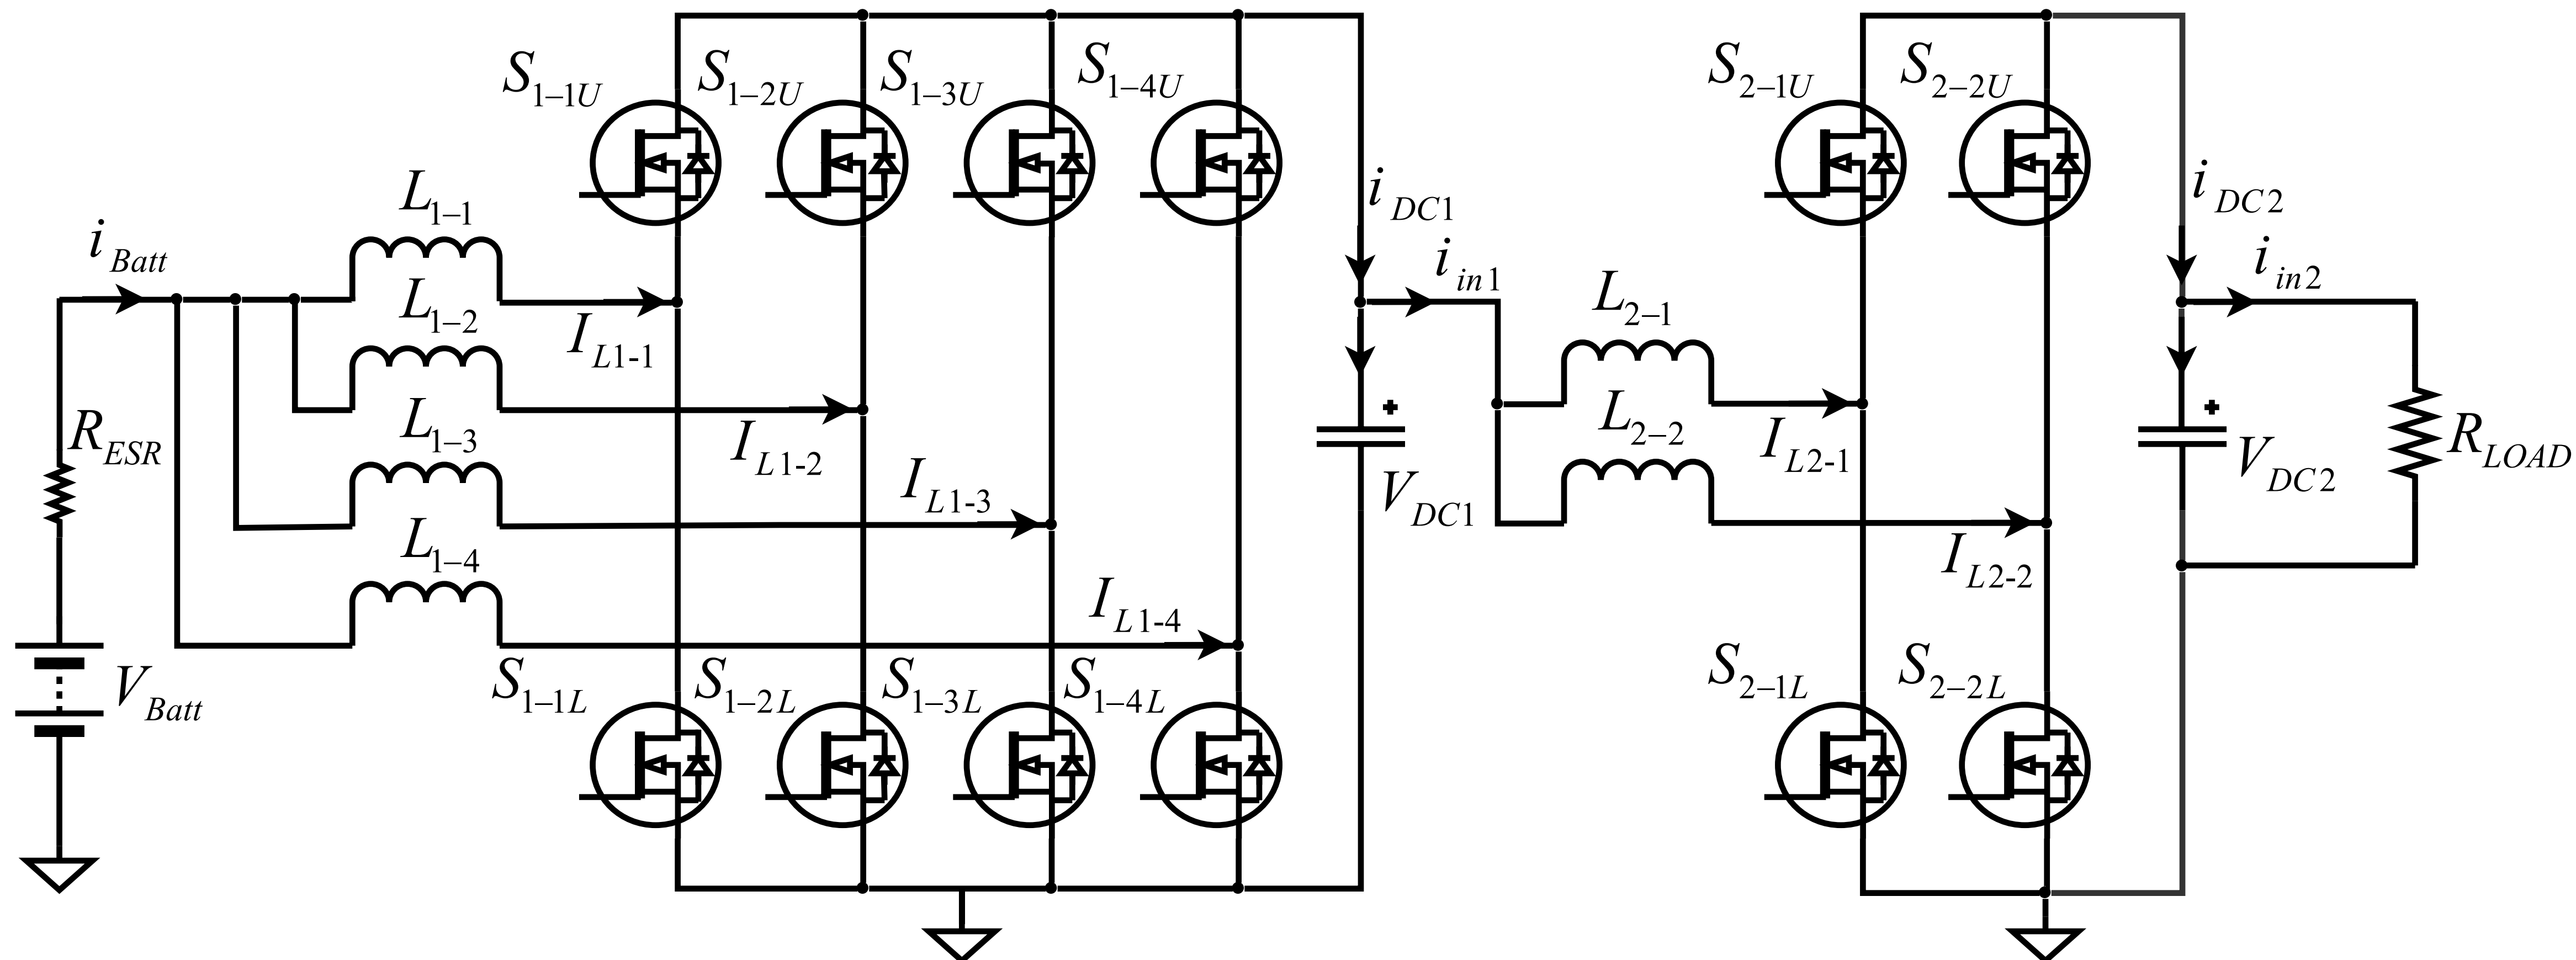 S1–1U S1–2U S1–3U S1–4U S2–1U S2–2U
iBatt L1–1 iDC1 iDC2
L1–2 IL1-1 iin1 L2–1 iin2
RESR L1–3 IL1-2 L2–2 IL2-1 RLOAD
L1–4 IL1-3 VDC1 IL2-2 VDC2
IL1-4
VBatt S1–1L S1–2L S1–3L S1–4L S2–1L S2–2L